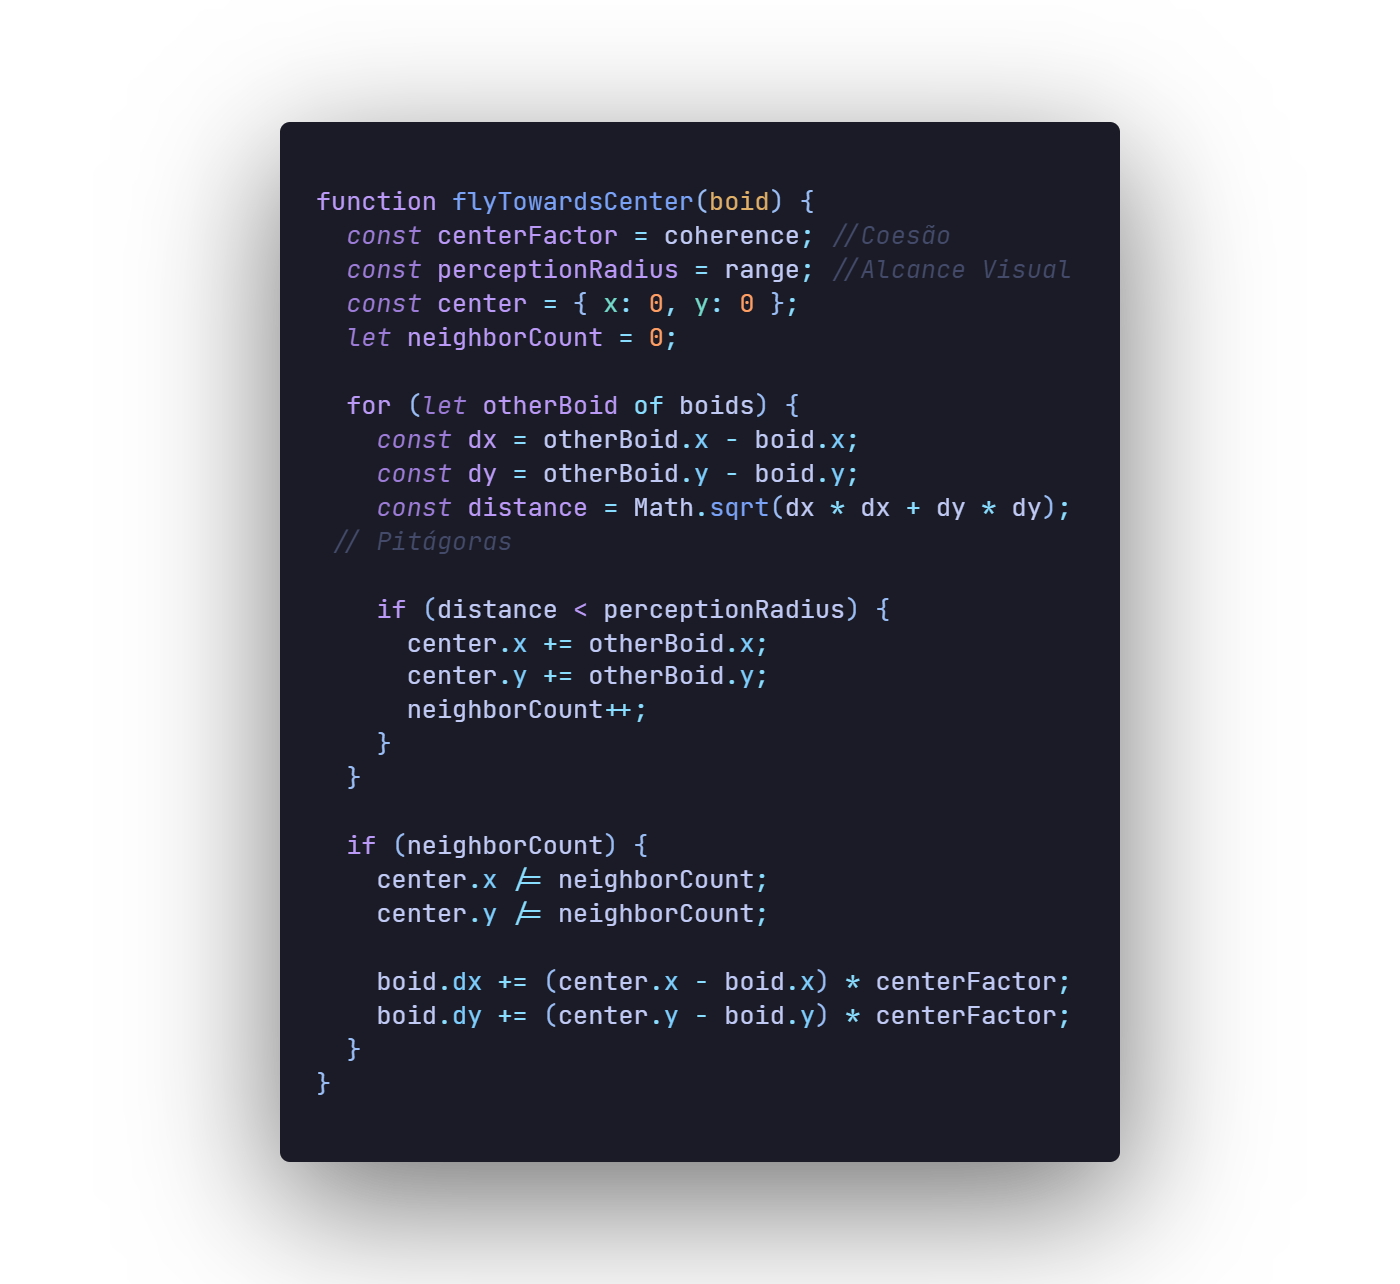 function flyTowardsCenter(boid) {
  const centerFactor = coherence; //Coesão
  const perceptionRadius = range; //Alcance Visual
  const center = { x: 0, y: 0 };
  let neighborCount = 0;

  for (let otherBoid of boids) {
    const dx = otherBoid.x - boid.x;
    const dy = otherBoid.y - boid.y;
    const distance = Math.sqrt(dx * dx + dy * dy);
 // Pitágoras

    if (distance < perceptionRadius) {
      center.x += otherBoid.x;
      center.y += otherBoid.y;
      neighborCount++;
    }
  }

  if (neighborCount) {
    center.x /= neighborCount;
    center.y /= neighborCount;

    boid.dx += (center.x - boid.x) * centerFactor;
    boid.dy += (center.y - boid.y) * centerFactor;
  }
}